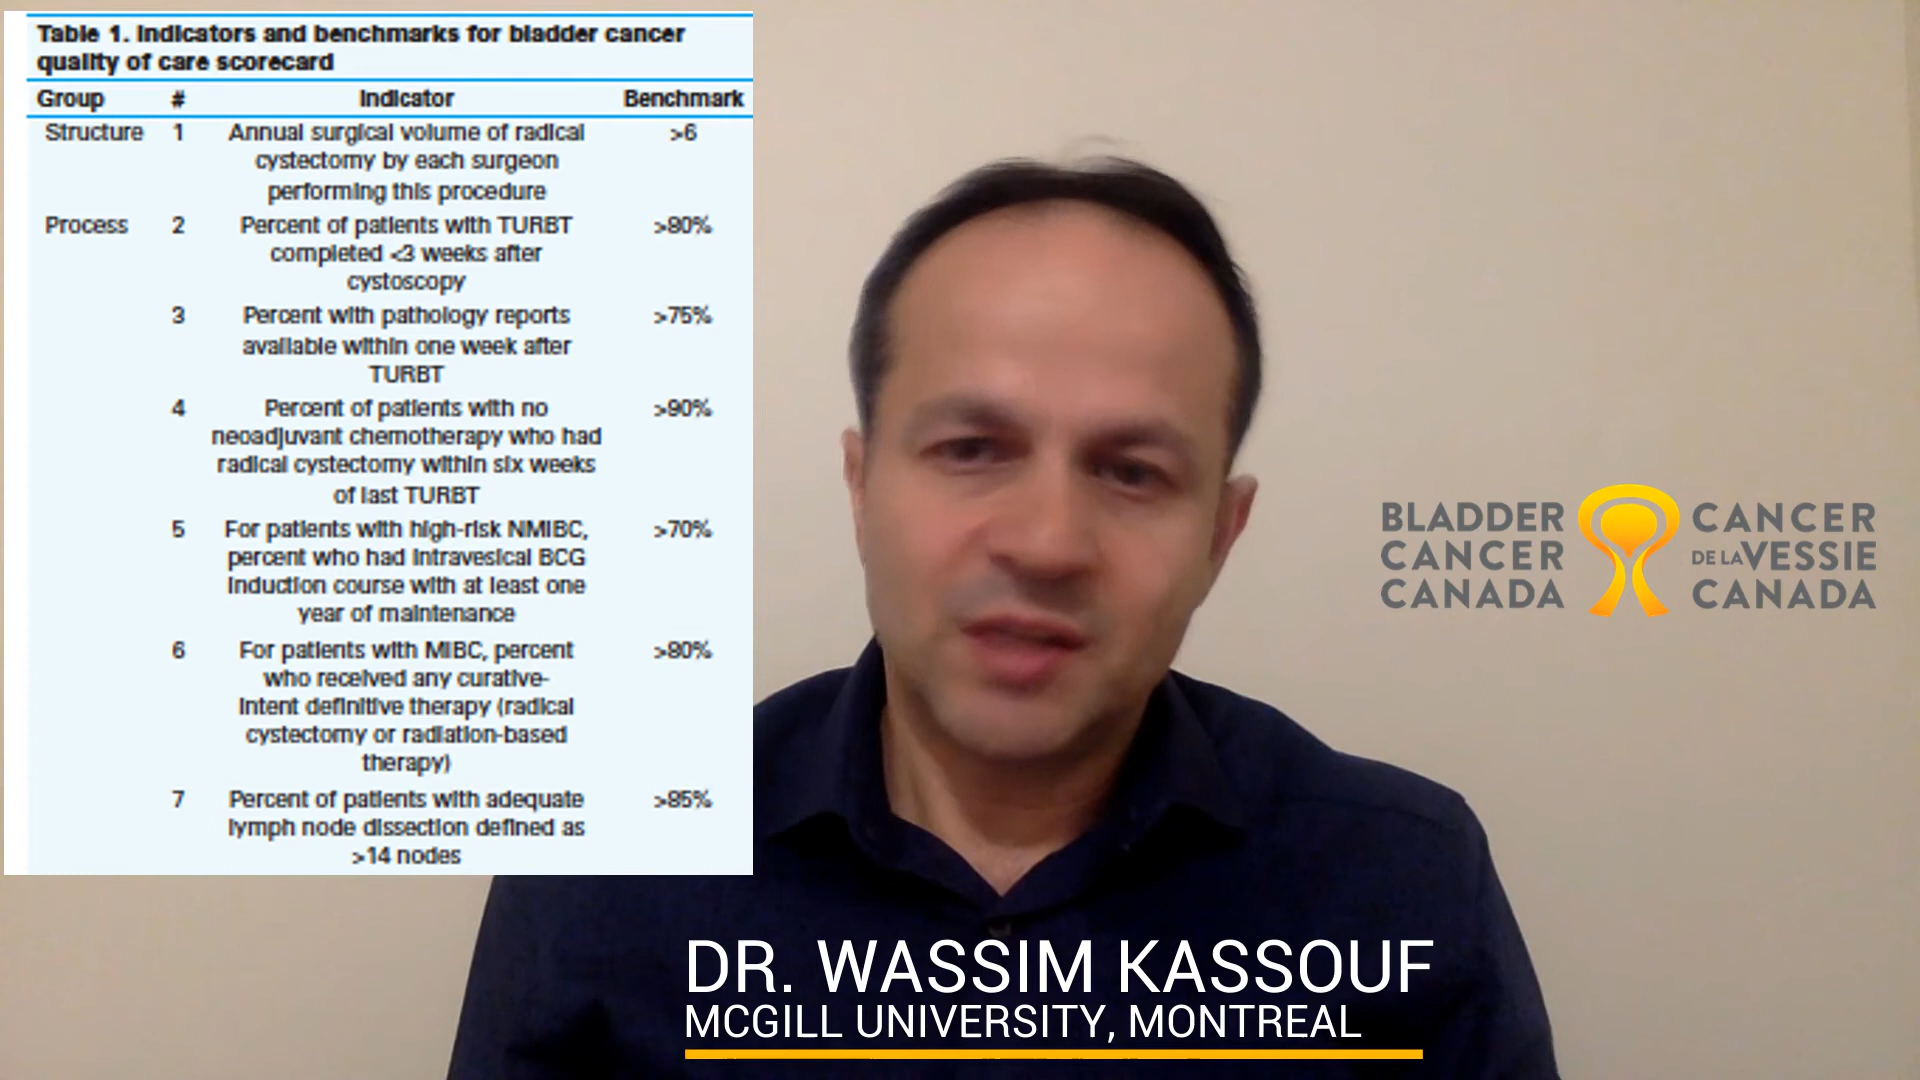 Table 1. Indicators and benchmarks for bladder cancer
quality of care scorecard
Group # Indicator Benchmark
Structure 1 Annual surgical volume of radical >6
cystectomy by each surgeon
performing this procedure
Process 2 Percent of patients with TURBT >80%
completed <3 weeks after
cystoscopy
3 Percent with pathology reports >75%
available within one week after
TURBT
4 Percent of patients with no >90%
neoadjuvant chemotherapy who had
radical cystectomy within six weeks
of last TURBT
5 For patients with high-risk NMIBC, >70%
percent who had intravesical BCG
induction course with at least one
year of maintenance
6 For patients with MIBC, percent >80%
who received any curative-
intent definitive therapy (radical
cystectomy or radiation-based
therapy)
7 Percent of patients with adequate >85%
lymph node dissection defined as
>14 nodes
BLADDER
CANCER
CANADA
CANCER
DE LA VESSIE
CANADA
DR. WASSIM KASSOUF
MCGILL UNIVERSITY, MONTREAL